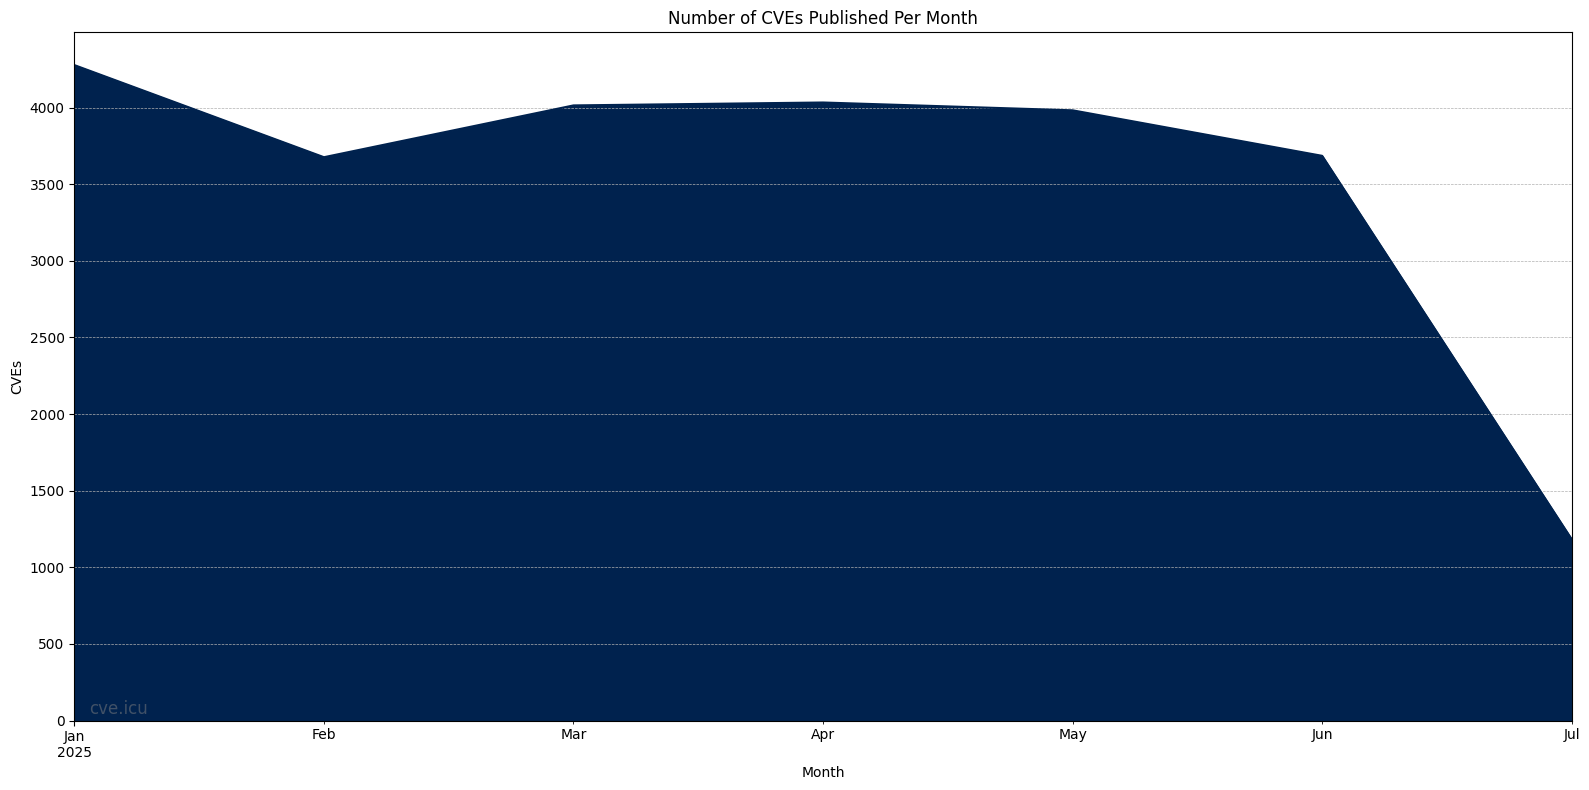 Number of CVEs Published Per Month
CVEs
4000
3500
3000
2500
2000
1500
1000
500
0
cve.icu
Jan
2025
Feb
Mar
Apr
May
Jun
Jul
Month